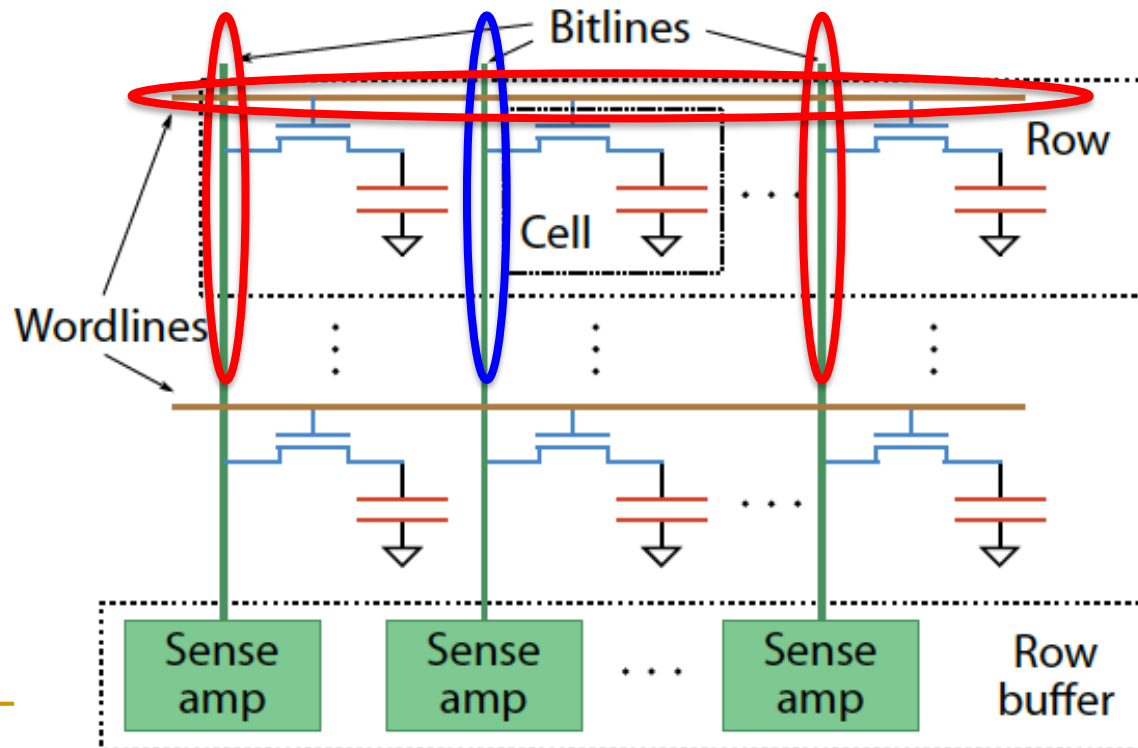 Bitlines
Row
Cell
Wordlines
Sense
amp
Sense
amp
Sense
amp
Row
buffer